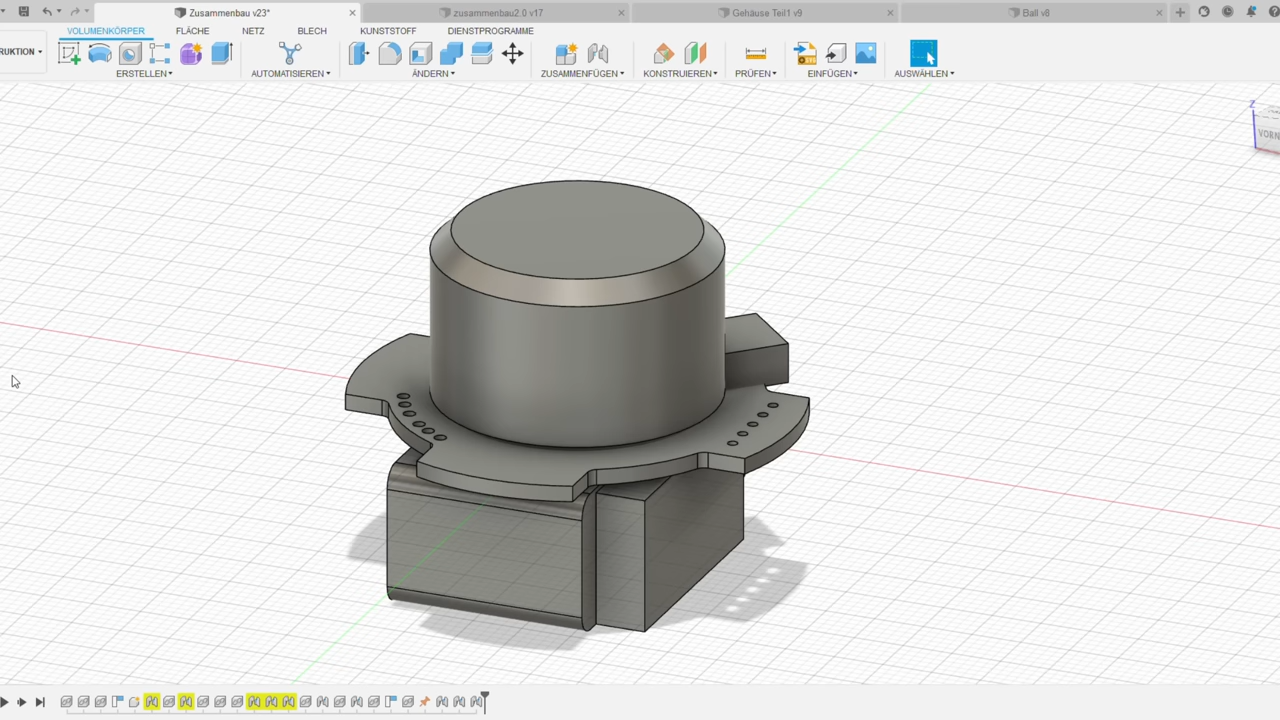 Zusammenbau v23*
zusammenbau2.0 v17
Gehäuse Teil1 v9
Ball v8
VOLUMENKÖRPER FLÄCHE NETZ BLECH KUNSTSTOFF DIENSTPROGRAMME
RUKTION
ERSTELLEN AUTOMATISIEREN ÄNDERN ZUSAMMENFÜGEN KONSTRUIEREN PRÜFEN EINFÜGEN AUSWÄHLEN
Z
VORN